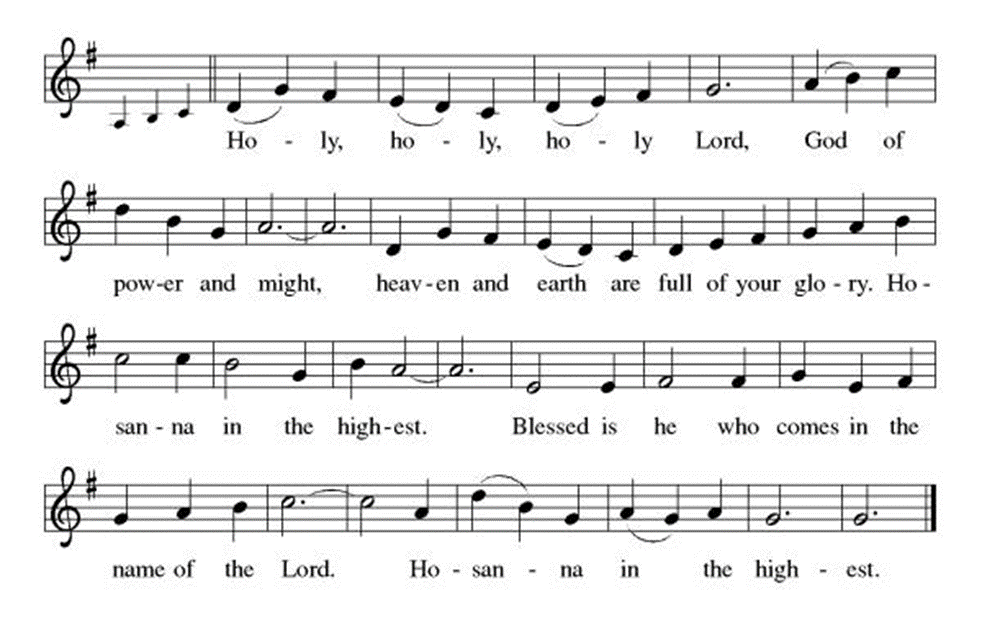 Ho - ly, ho - ly, ho - ly Lord, God of
pow-er and might, heav-en and earth are full of your glo - ry. Ho -
san - na in the high-est. Blessed is he who comes in the
name of the Lord. Ho - san - na in the high - est.